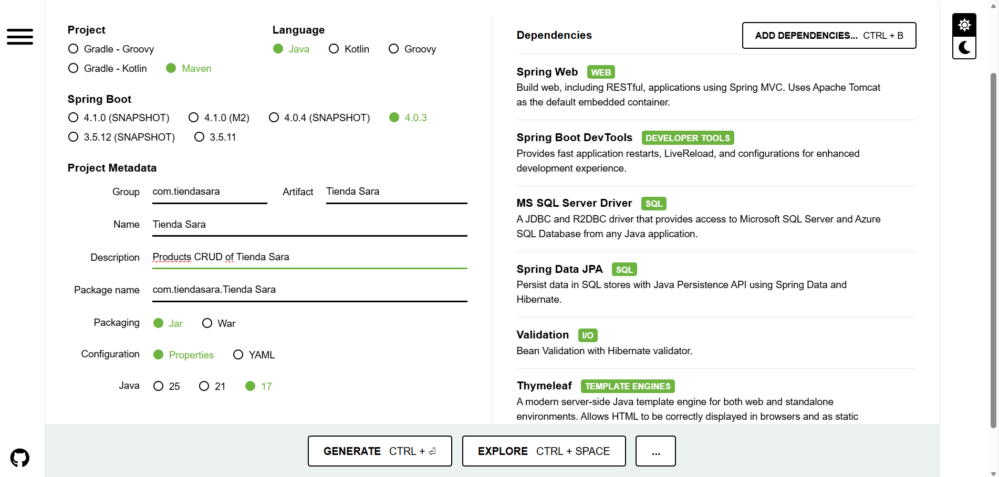 Project
Gradle - Groovy
Gradle - Kotlin Maven
Language
Java Kotlin Groovy
Spring Boot
4.1.0 (SNAPSHOT) 4.1.0 (M2) 4.0.4 (SNAPSHOT) 4.0.3
3.5.12 (SNAPSHOT) 3.5.11
Project Metadata
Group com.tiendasara Artifact Tienda Sara
Name Tienda Sara
Description Products CRUD of Tienda Sara
Package name com.tiendasara.Tienda Sara
Packaging Jar War
Configuration Properties YAML
Java 25 21 17
Dependencies ADD DEPENDENCIES... CTRL + B
Spring Web WEB
Build web, including RESTful, applications using Spring MVC. Uses Apache Tomcat
as the default embedded container.
Spring Boot DevTools DEVELOPER TOOLS
Provides fast application restarts, LiveReload, and configurations for enhanced
development experience.
MS SQL Server Driver SQL
A JDBC and R2DBC driver that provides access to Microsoft SQL Server and Azure
SQL Database from any Java application.
Spring Data JPA SQL
Persist data in SQL stores with Java Persistence API using Spring Data and
Hibernate.
Validation I/O
Bean Validation with Hibernate validator.
Thymeleaf TEMPLATE ENGINES
A modern server-side Java template engine for both web and standalone
environments. Allows HTML to be correctly displayed in browsers and as static
GENERATE CTRL + ⏎ EXPLORE CTRL + SPACE ...